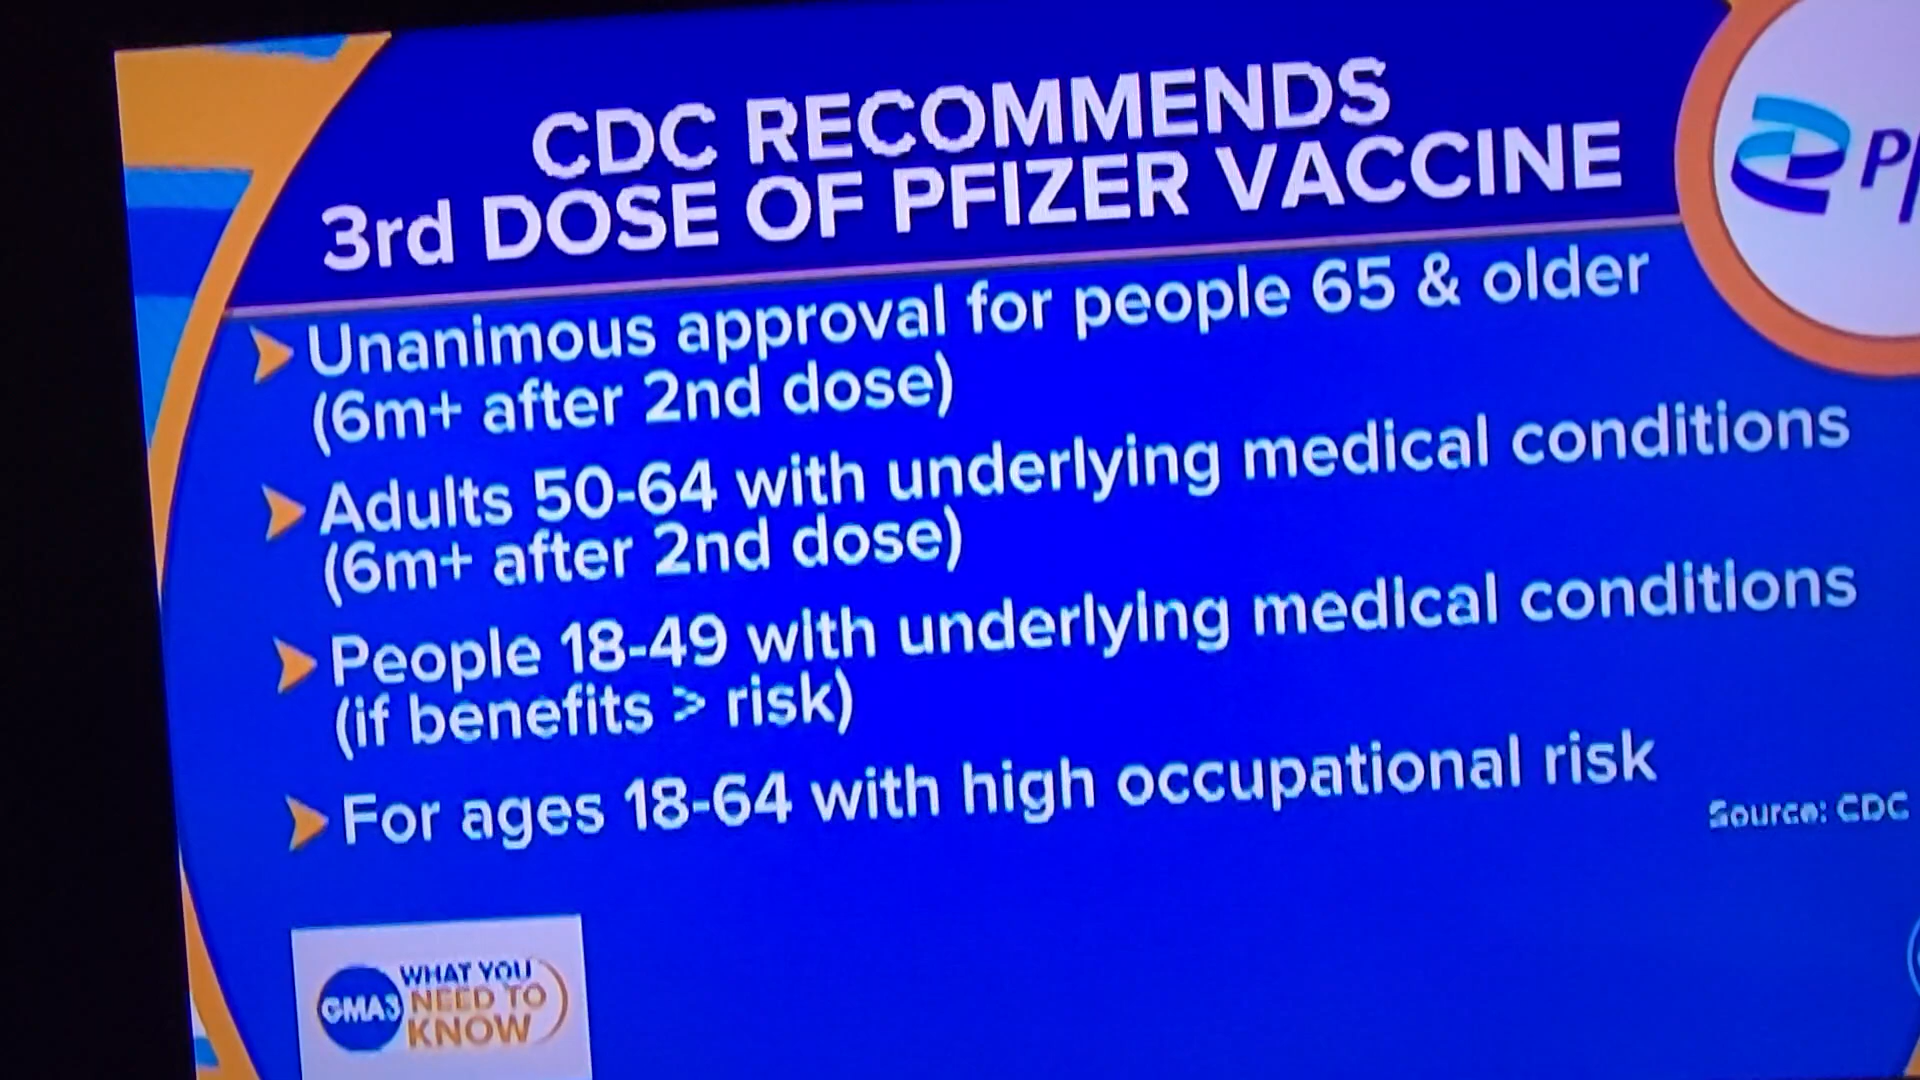 CDC RECOMMENDS
3rd DOSE OF PFIZER VACCINE
Unanimous approval for people 65 & older
(6m+ after 2nd dose)
Adults 50-64 with underlying medical conditions
(6m+ after 2nd dose)
People 18-49 with underlying medical conditions
(if benefits > risk)
For ages 18-64 with high occupational risk
Source: CDC
GMA3
WHAT YOU
NEED TO
KNOW